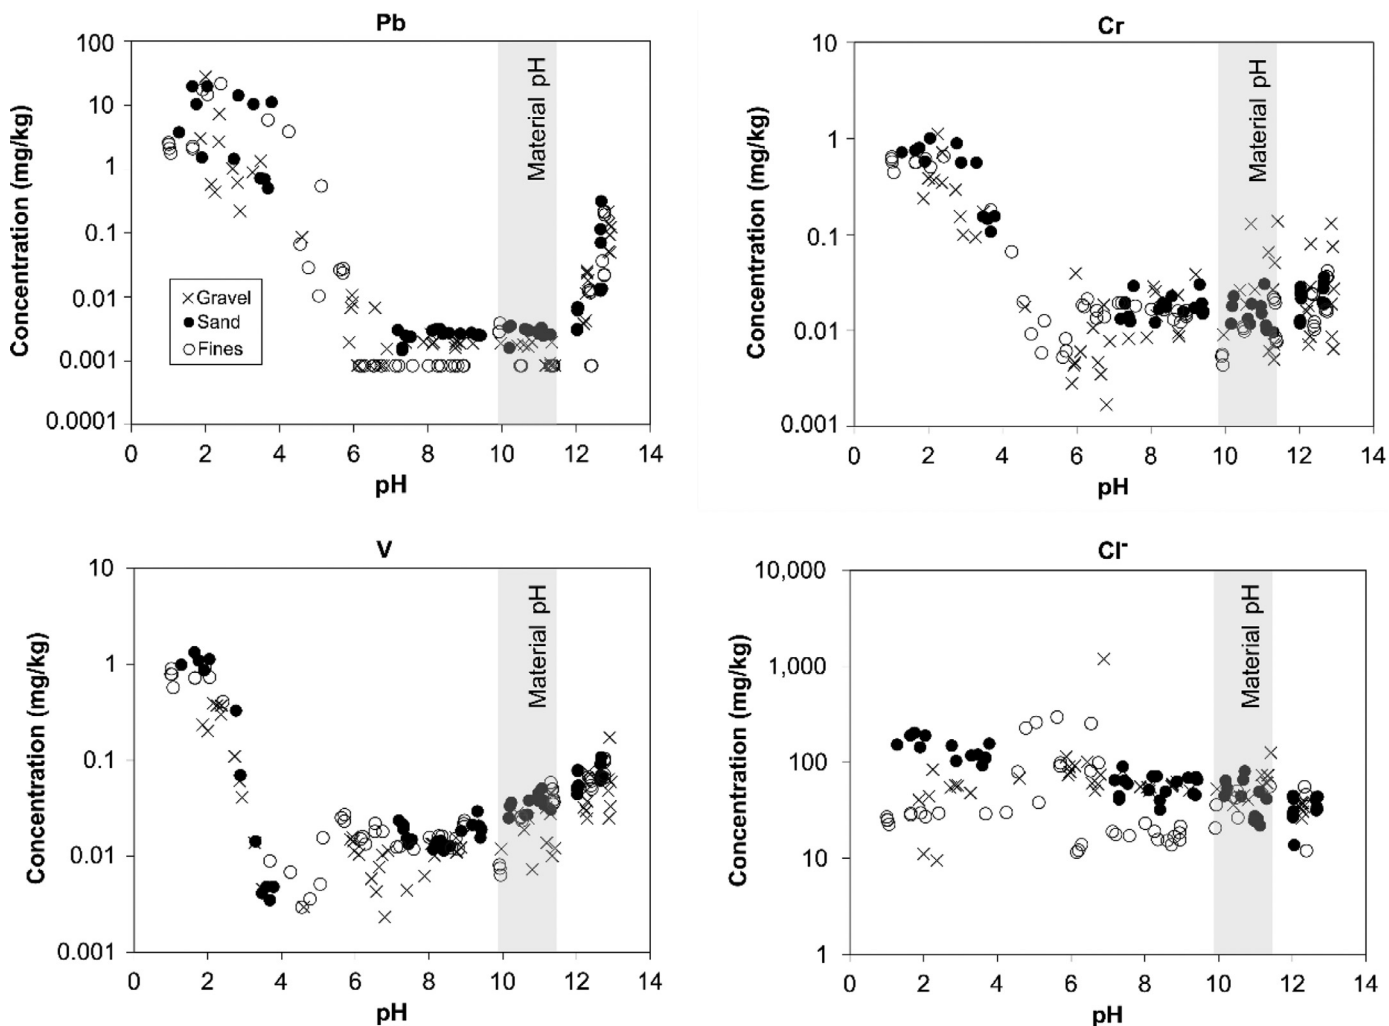 Pb
100
10
1
0.1
0.01
0.001
0.0001
Concentration (mg/kg)
Material pH
Gravel
Sand
Fines
0 2 4 6 8 10 12 14
pH
Cr
10
1
0.1
0.01
0.001
Concentration (mg/kg)
Material pH
0 2 4 6 8 10 12 14
pH
V
10
1
0.1
0.01
0.001
Concentration (mg/kg)
Material pH
0 2 4 6 8 10 12 14
pH
Cl-
10,000
1,000
100
10
1
Concentration (mg/kg)
Material pH
0 2 4 6 8 10 12 14
pH